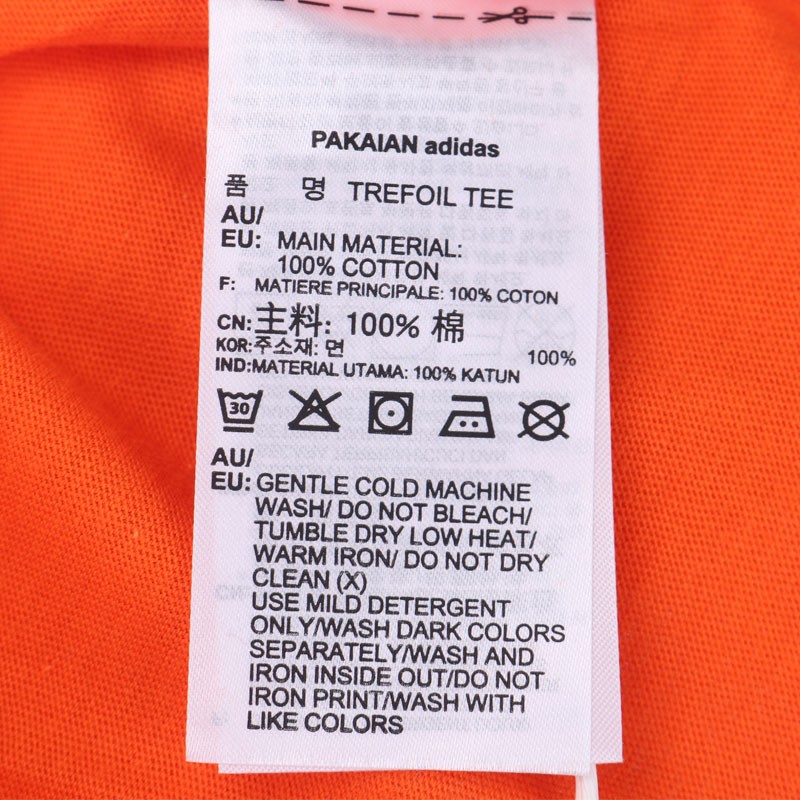 PAKAIAN adidas
품 명 TREFOIL TEE
AU/
EU: MAIN MATERIAL:
100% COTTON
F: MATIERE PRINCIPALE: 100% COTON
CN:主料: 100% 棉
KOR:주소재: 면 100%
IND:MATERIAL UTAMA: 100% KATUN
30
AU/
EU: GENTLE COLD MACHINE
WASH/ DO NOT BLEACH/
TUMBLE DRY LOW HEAT/
WARM IRON/ DO NOT DRY
CLEAN (X)
USE MILD DETERGENT
ONLY/WASH DARK COLORS
SEPARATELY/WASH AND
IRON INSIDE OUT/DO NOT
IRON PRINT/WASH WITH
LIKE COLORS